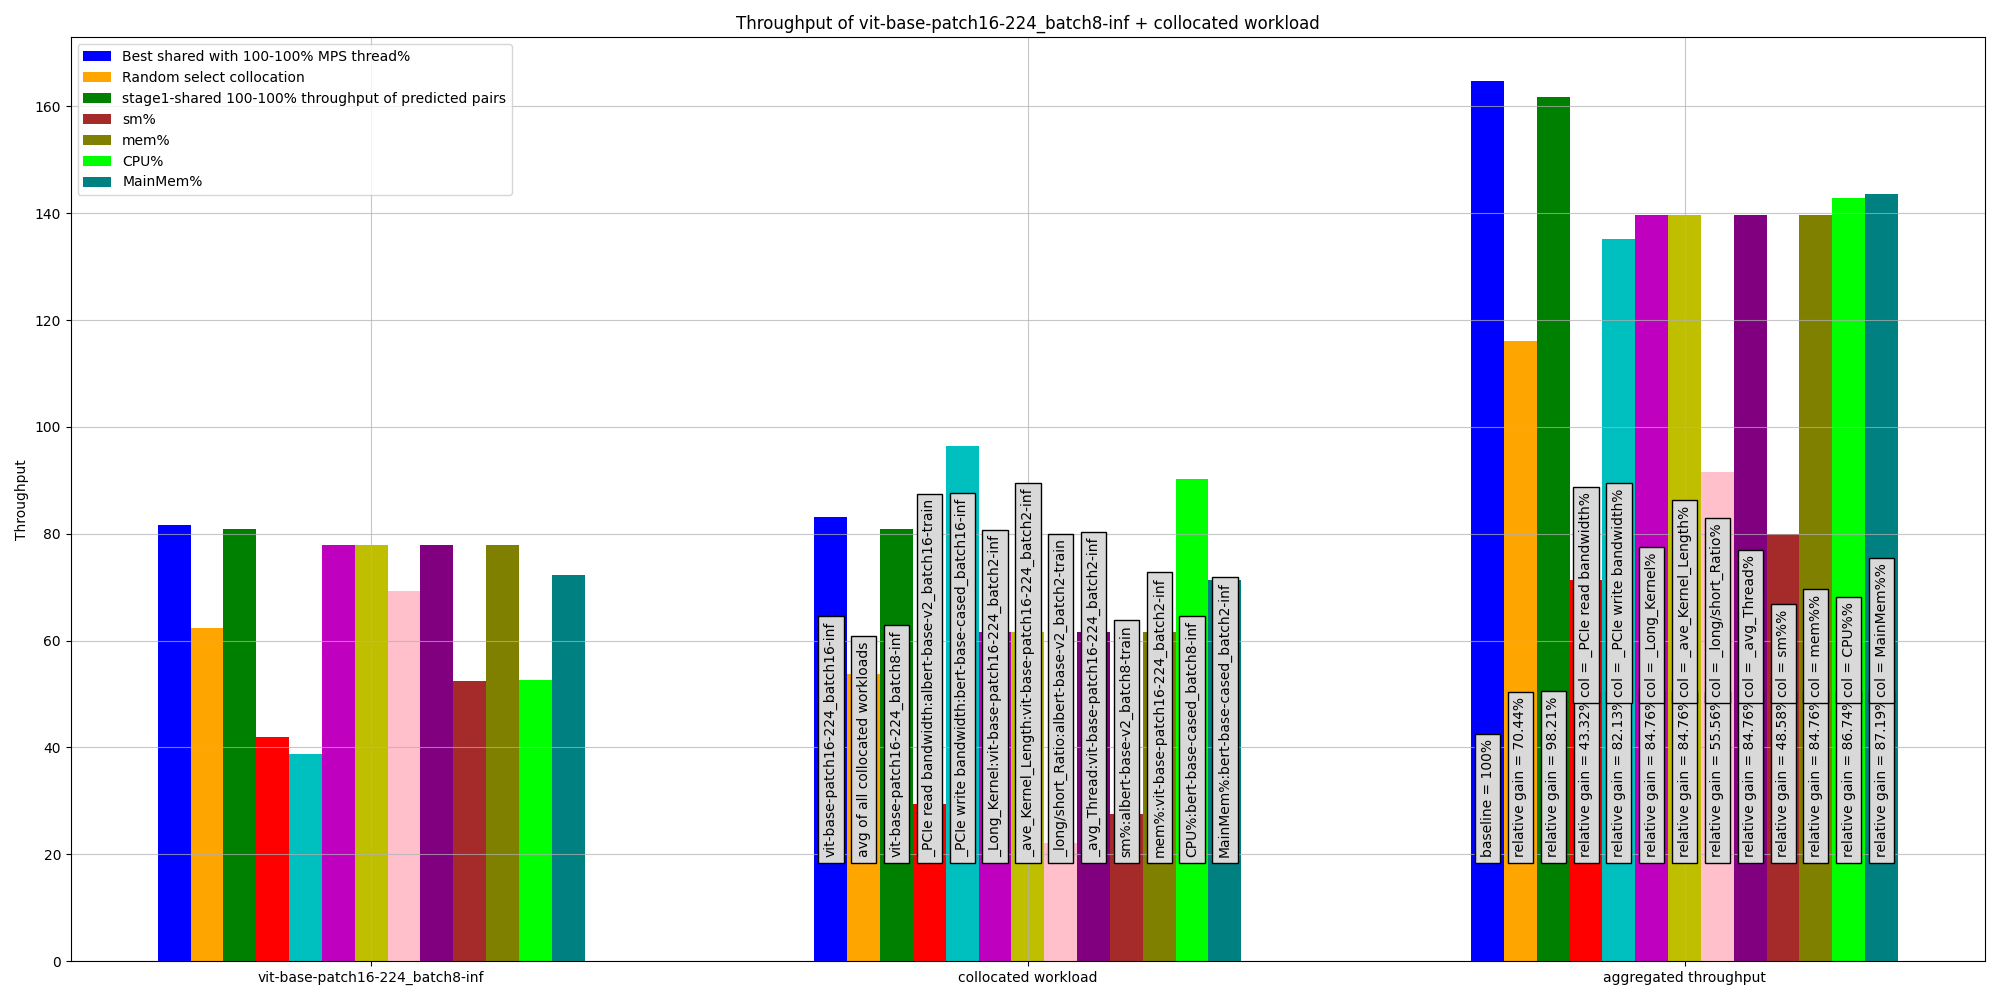 Throughput of vit-base-patch16-224_batch8-inf + collocated workload
Best shared with 100-100% MPS thread%
Random select collocation
stage1-shared 100-100% throughput of predicted pairs
sm%
mem%
CPU%
MainMem%
Throughput
160
140
120
100
80
60
40
20
0
vit-base-patch16-224_batch16-inf
avg of all collocated workloads
vit-base-patch16-224_batch8-inf
_PCIe read bandwidth:albert-base-v2_batch16-train
_PCIe write bandwidth:bert-base-cased_batch16-inf
_Long_Kernel:vit-base-patch16-224_batch2-inf
_ave_Kernel_Length:vit-base-patch16-224_batch2-inf
_long/short_Ratio:albert-base-v2_batch2-train
_avg_Thread:vit-base-patch16-224_batch2-inf
sm%:albert-base-v2_batch8-train
mem%:vit-base-patch16-224_batch2-inf
CPU%:bert-base-cased_batch8-inf
MainMem%:bert-base-cased_batch2-inf
baseline = 100%
relative gain = 70.44%
relative gain = 98.21%
relative gain = 43.32%
col = _PCIe read bandwidth%
relative gain = 82.13%
col = _PCIe write bandwidth%
relative gain = 84.76%
col = _Long_Kernel%
relative gain = 84.76%
col = _ave_Kernel_Length%
relative gain = 55.56%
col = _long/short_Ratio%
relative gain = 84.76%
col = _avg_Thread%
relative gain = 48.58%
col = sm%%
relative gain = 84.76%
col = mem%%
relative gain = 86.74%
col = CPU%%
relative gain = 87.19%
col = MainMem%%
vit-base-patch16-224_batch8-inf
collocated workload
aggregated throughput